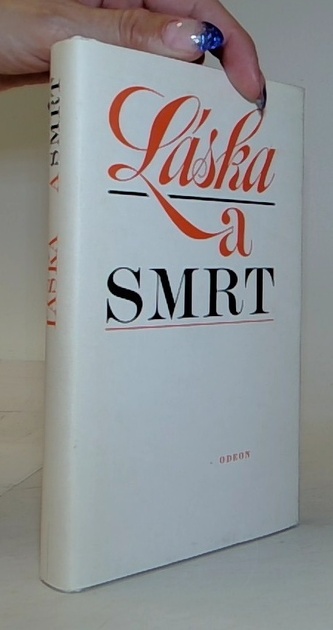 Láska
a
SMRT
ODEON
LÁSKA A SMRT